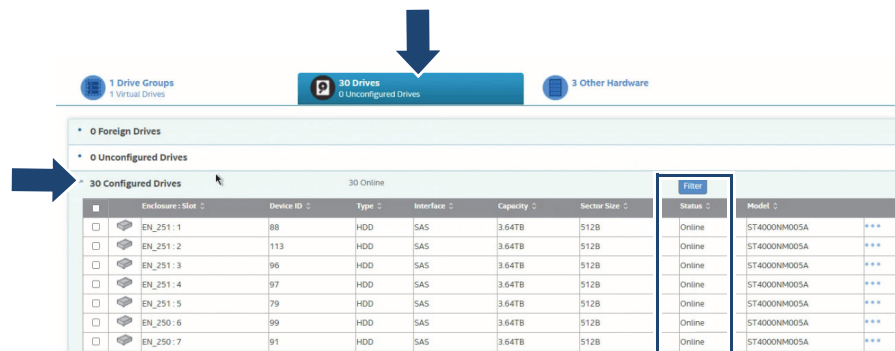 1 Drive Groups
1 Virtual Drives
30 Drives
0 Unconfigured Drives
3 Other Hardware
0 Foreign Drives
0 Unconfigured Drives
30 Configured Drives 30 Online Filter
Enclosure : Slot Device ID Type Interface Capacity Sector Size Status Model
EN_251 : 1 88 HDD SAS 3.64TB 512B Online ST4000NM005A
EN_251 : 2 113 HDD SAS 3.64TB 512B Online ST4000NM005A
EN_251 : 3 96 HDD SAS 3.64TB 512B Online ST4000NM005A
EN_251 : 4 97 HDD SAS 3.64TB 512B Online ST4000NM005A
EN_251 : 5 79 HDD SAS 3.64TB 512B Online ST4000NM005A
EN_250 : 6 99 HDD SAS 3.64TB 512B Online ST4000NM005A
EN_250 : 7 91 HDD SAS 3.64TB 512B Online ST4000NM005A